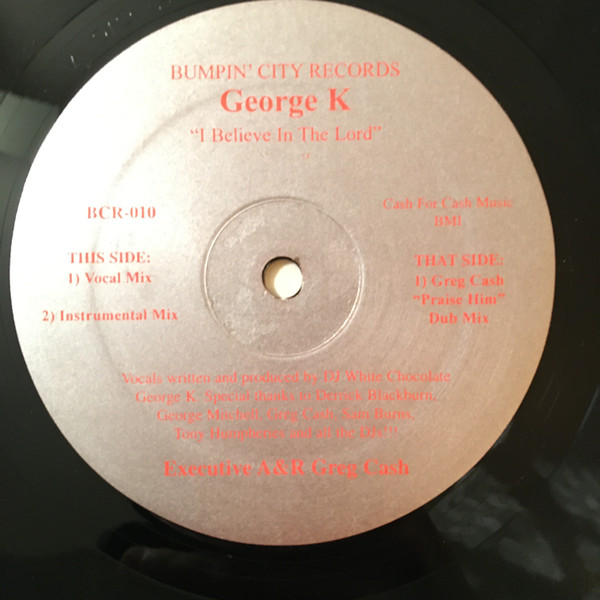 BUMPIN' CITY RECORDS
George K
"I Believe In The Lord"
BCR-010
Cash For Cash Music
BMI
THIS SIDE:
1) Vocal Mix
2) Instrumental Mix
THAT SIDE:
1) Greg Cash
"Praise Him"
Dub Mix
Vocals written and produced by DJ White Chocolate
George K. Special thanks to Derrick Blackburn,
George Mitchell, Greg Cash, Sam Burns,
Tony Humphories and all the DJs!!!
Executive A&R Greg Cash